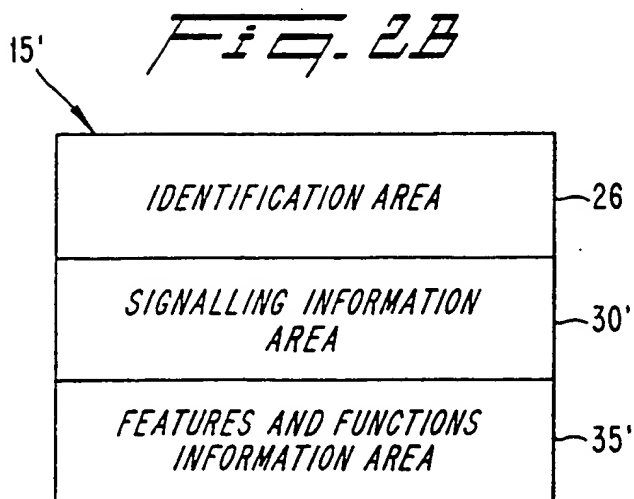 Fig. 2B
15'
IDENTIFICATION AREA
26
SIGNALLING INFORMATION
AREA
30'
FEATURES AND FUNCTIONS
INFORMATION AREA
35'